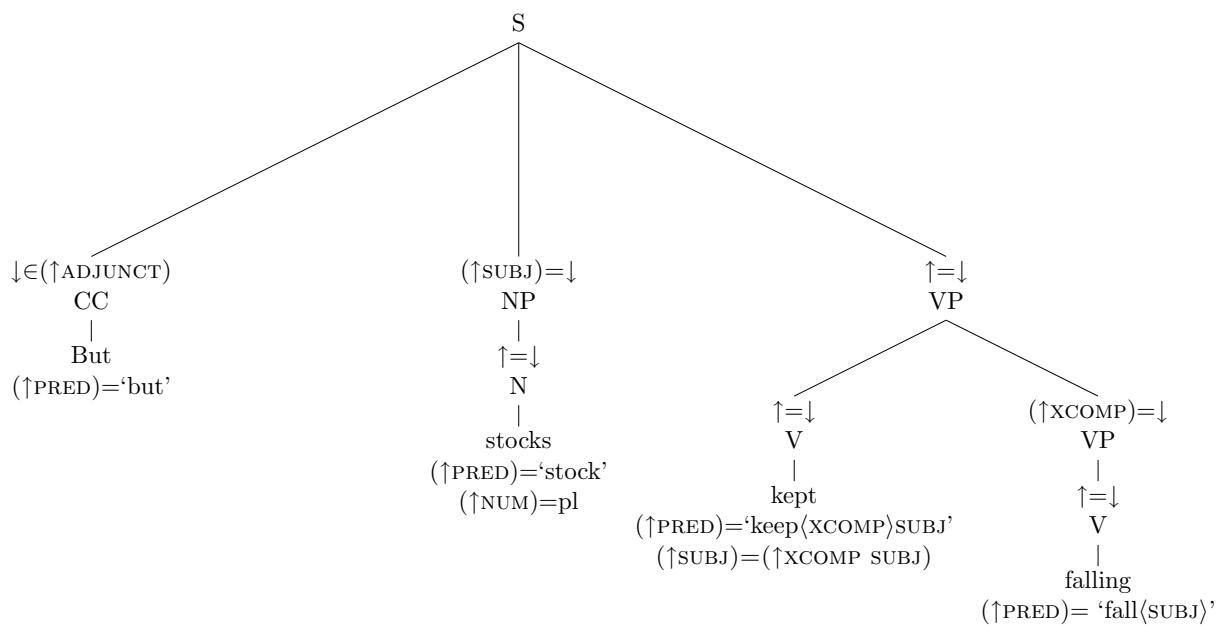 S
↓∈(↑ADJUNCT)
CC
But
(↑PRED)=‘but’
(↑SUBJ)=↓
NP
↑=↓
N
stocks
(↑PRED)=‘stock’
(↑NUM)=pl
↑=↓
VP
↑=↓
V
kept
(↑PRED)=‘keep⟨XCOMP⟩SUBJ’
(↑SUBJ)=(↑XCOMP SUBJ)
(↑XCOMP)=↓
VP
↑=↓
V
falling
(↑PRED)= ‘fall⟨SUBJ⟩’